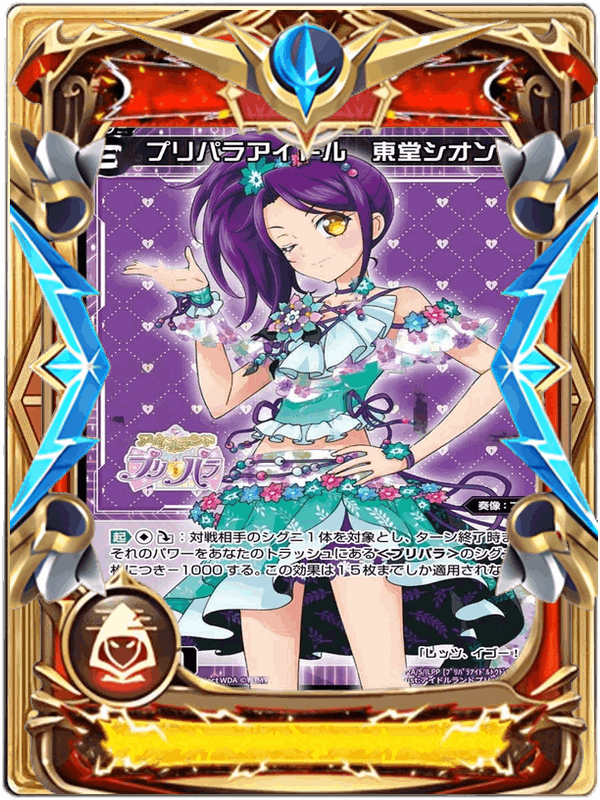 プリパラアイドル 東堂シオン
アイドルランド
プリパラ
奏像:
起 : 対戦相手のシグニ1体を対象とし、ターン終了時ま
それのパワーをあなたのトラッシュにある<プリパラ>のシグ
枚につき−1000する。この効果は15枚までしか適用されな
「レッツ、イゴー!